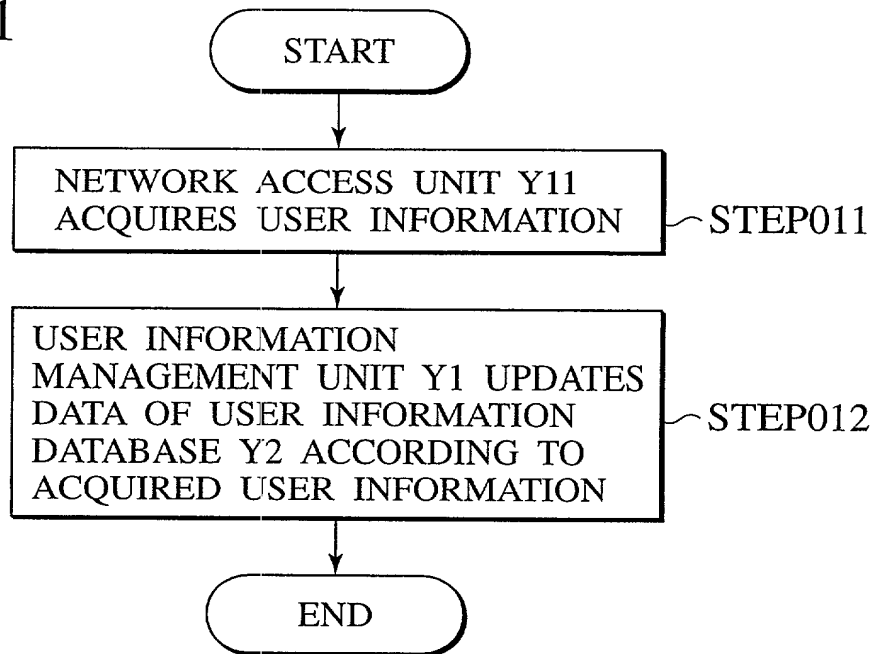 1
START
NETWORK ACCESS UNIT Y11
ACQUIRES USER INFORMATION
STEP011
USER INFORMATION
MANAGEMENT UNIT Y1 UPDATES
DATA OF USER INFORMATION
DATABASE Y2 ACCORDING TO
ACQUIRED USER INFORMATION
STEP012
END